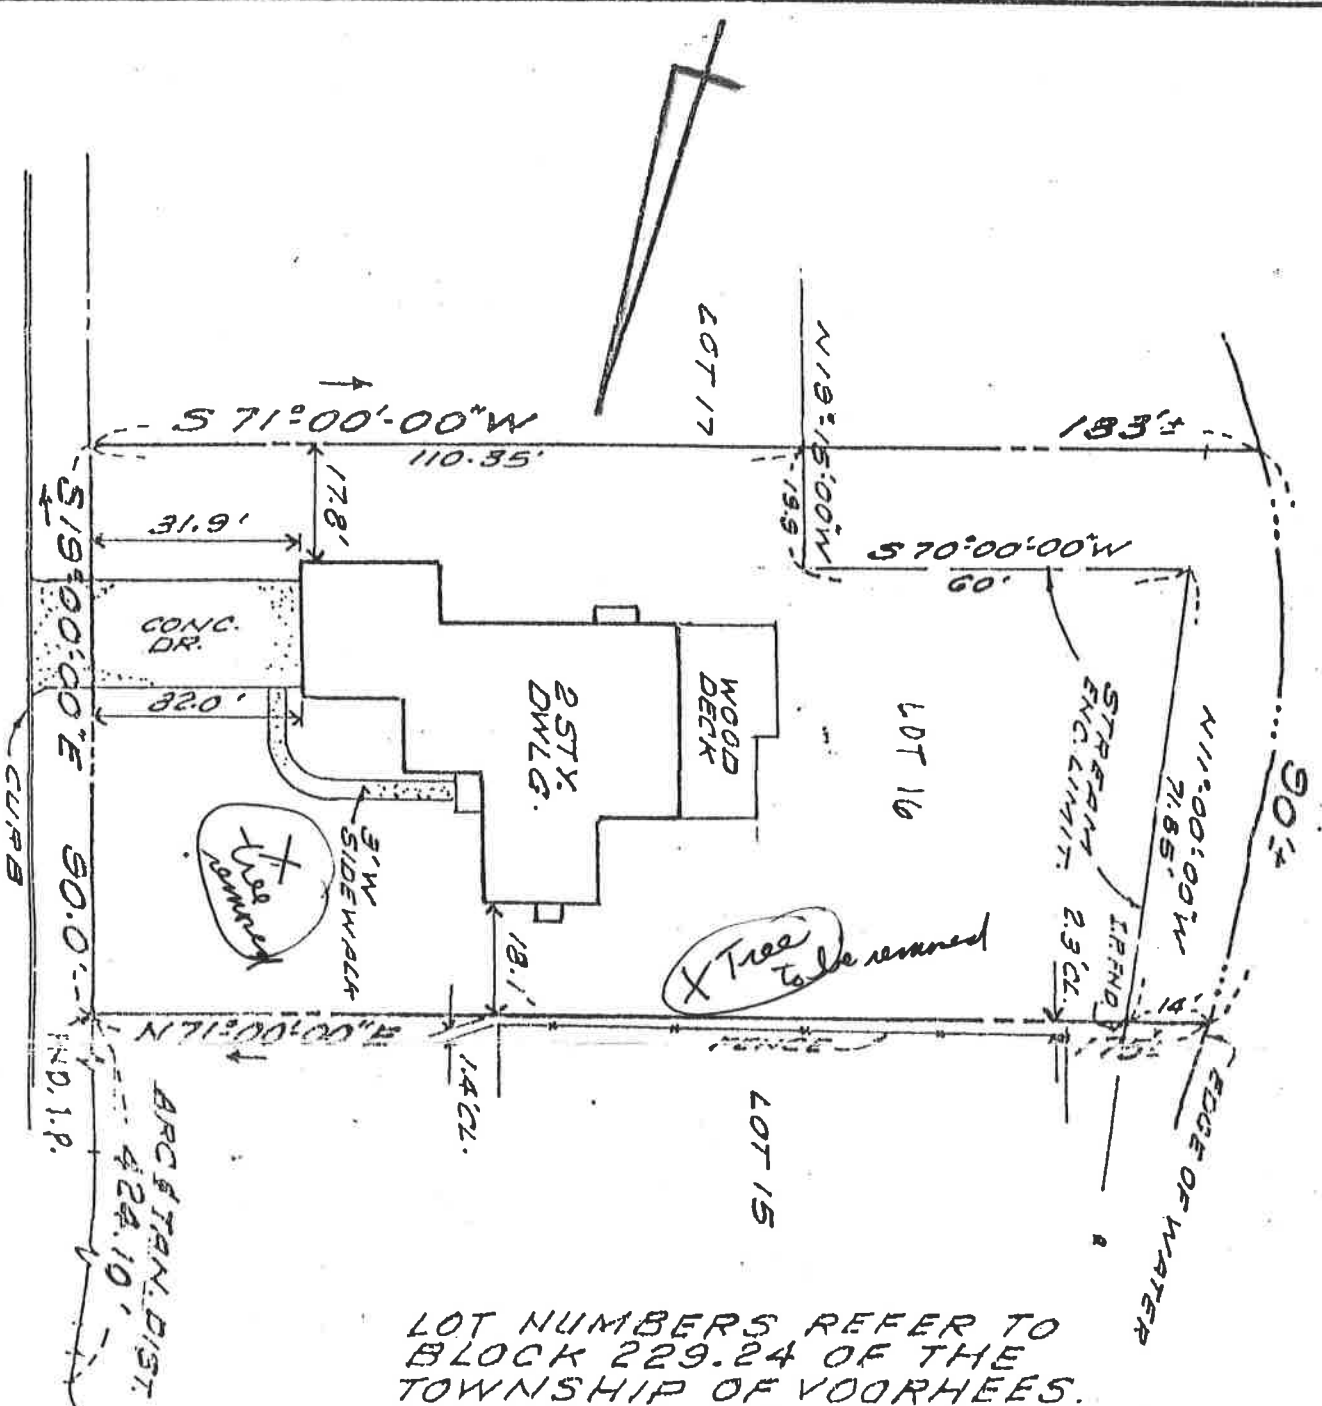 LOT 17
N 19°-15'-00" W
19.9'
S 71°-00'-00" W
110.35'
183'±
17.8'
31.9'
S 70°-00'-00" W
60'
S 19°-00'-00" E 90.0'
CONC.
DR.
32.0'
2 STY.
DWLG.
WOOD
DECK
LOT 16
STREAM
ENC. LIMIT.
N 11°-00'-00" W
71.85'
90'±
CURB
3' W
SIDEWALK
X
tree
removed
X Tree
to be removed
18.1'
2.3' CL.
I.P. FND.
14'
N 71°-00'-00" E
FENCE
1.4' CL.
LOT 15
EDGE OF WATER
FND. I.P.
ARC & TAN. DIST.
424.10'
LOT NUMBERS REFER TO
BLOCK 229.24 OF THE
TOWNSHIP OF VOORHEES.